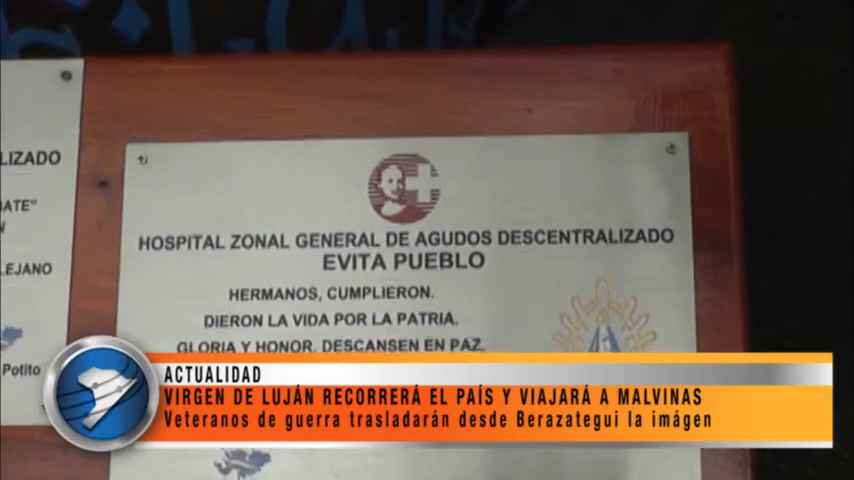 LIZADO
BATE"
LEJANO
Potito
HOSPITAL ZONAL GENERAL DE AGUDOS DESCENTRALIZADO
EVITA PUEBLO
HERMANOS, CUMPLIERON.
DIERON LA VIDA POR LA PATRIA.
GLORIA Y HONOR. DESCANSEN EN PAZ.
ACTUALIDAD
VIRGEN DE LUJÁN RECORRERÁ EL PAÍS Y VIAJARÁ A MALVINAS
Veteranos de guerra trasladarán desde Berazategui la imágen